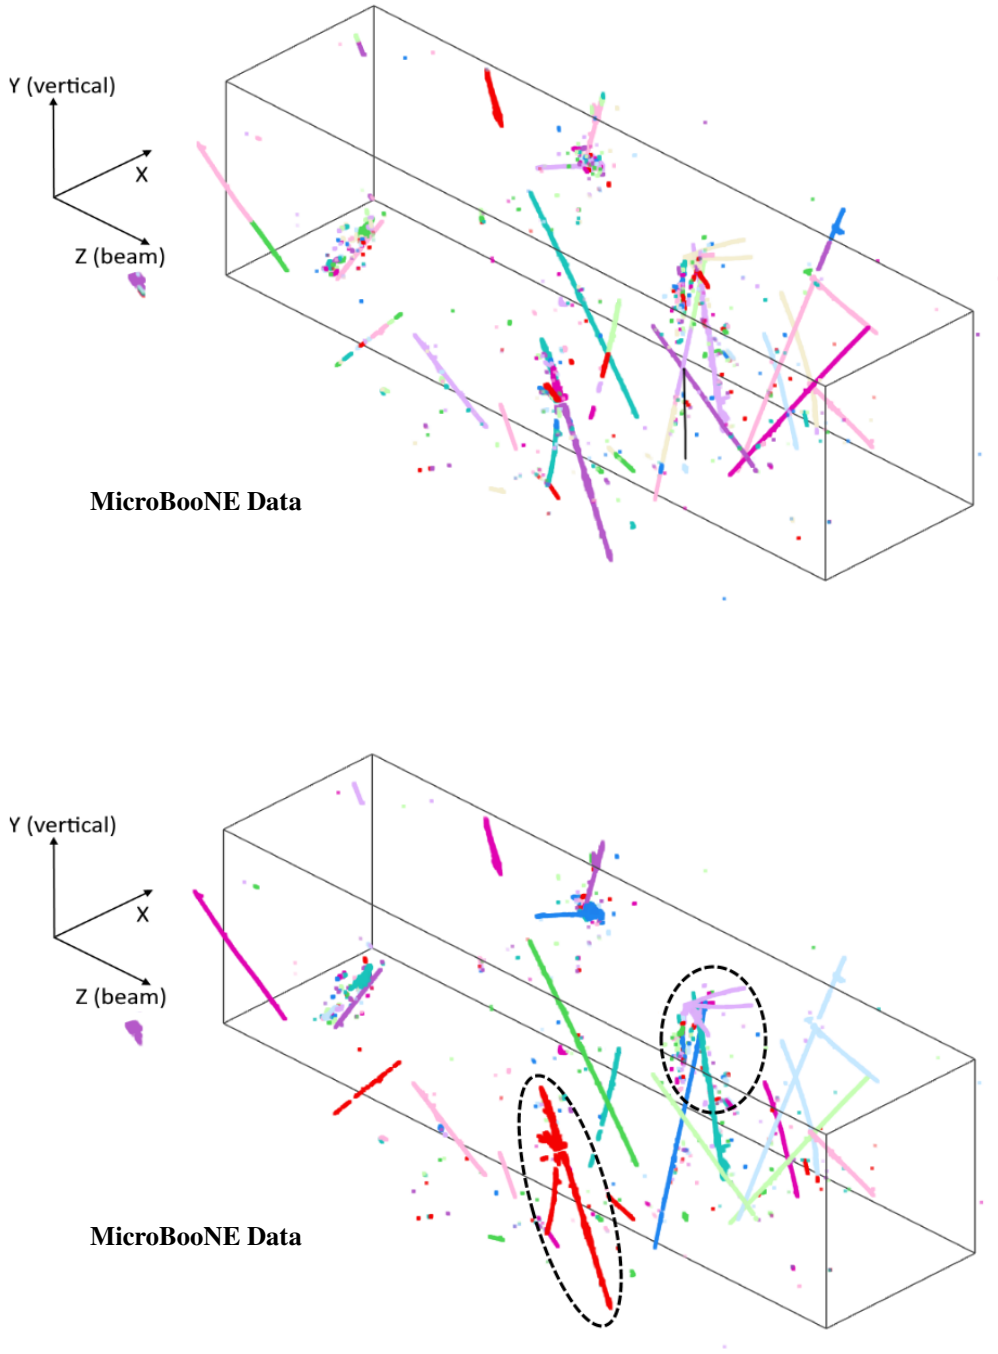 Y (vertical)
X
Z (beam)
MicroBooNE Data
Y (vertical)
X
Z (beam)
MicroBooNE Data